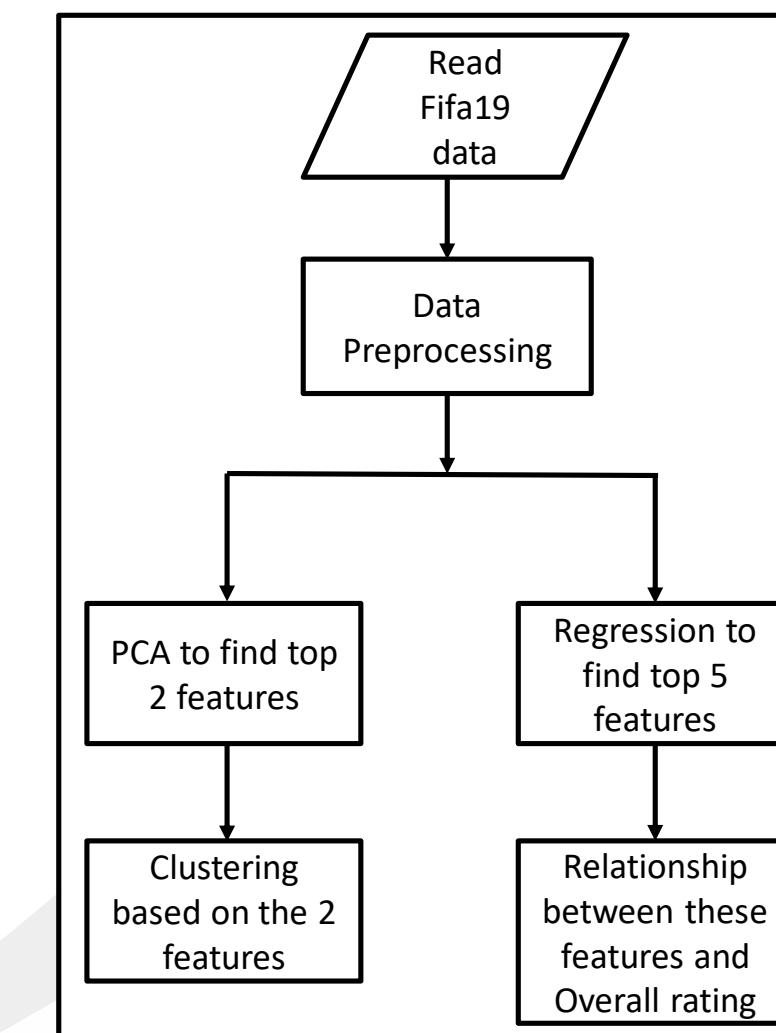 Read
Fifa19
data
Data
Preprocessing
PCA to find top
2 features
Regression to
find top 5
features
Clustering
based on the 2
features
Relationship
between these
features and
Overall rating